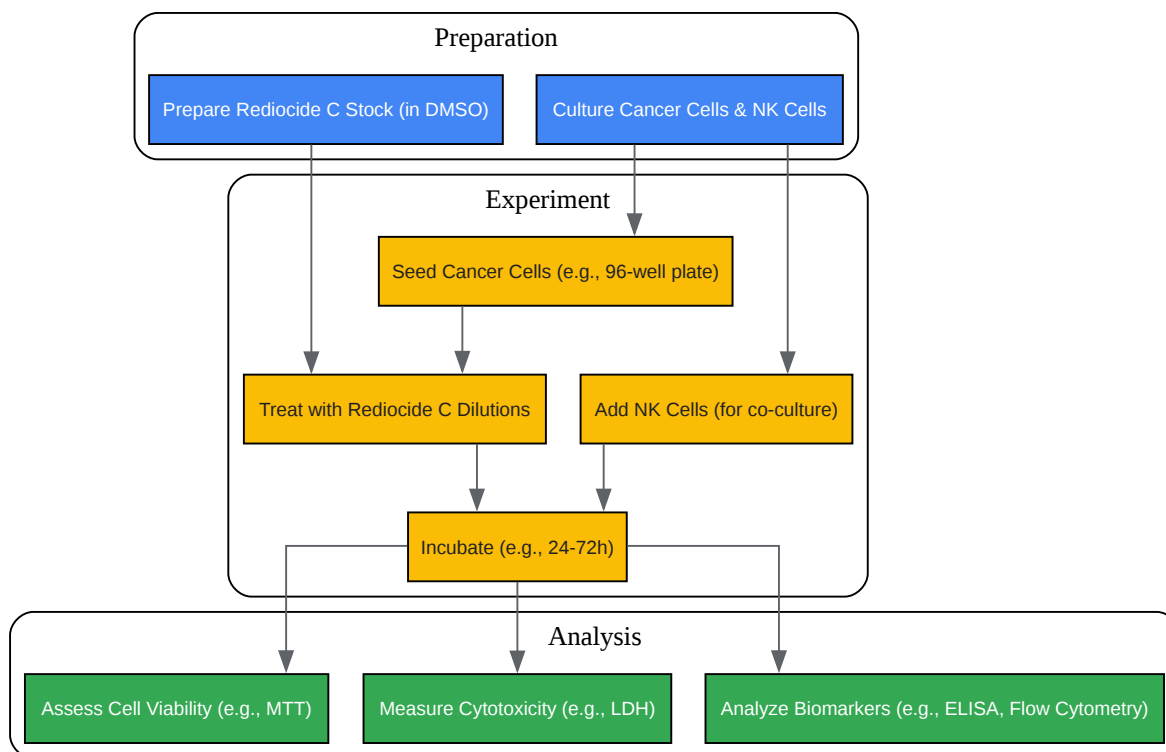 Preparation
Prepare Rediocide C Stock (in DMSO)
Culture Cancer Cells & NK Cells
Experiment
Seed Cancer Cells (e.g., 96-well plate)
Treat with Rediocide C Dilutions
Add NK Cells (for co-culture)
Incubate (e.g., 24-72h)
Analysis
Assess Cell Viability (e.g., MTT)
Measure Cytotoxicity (e.g., LDH)
Analyze Biomarkers (e.g., ELISA, Flow Cytometry)